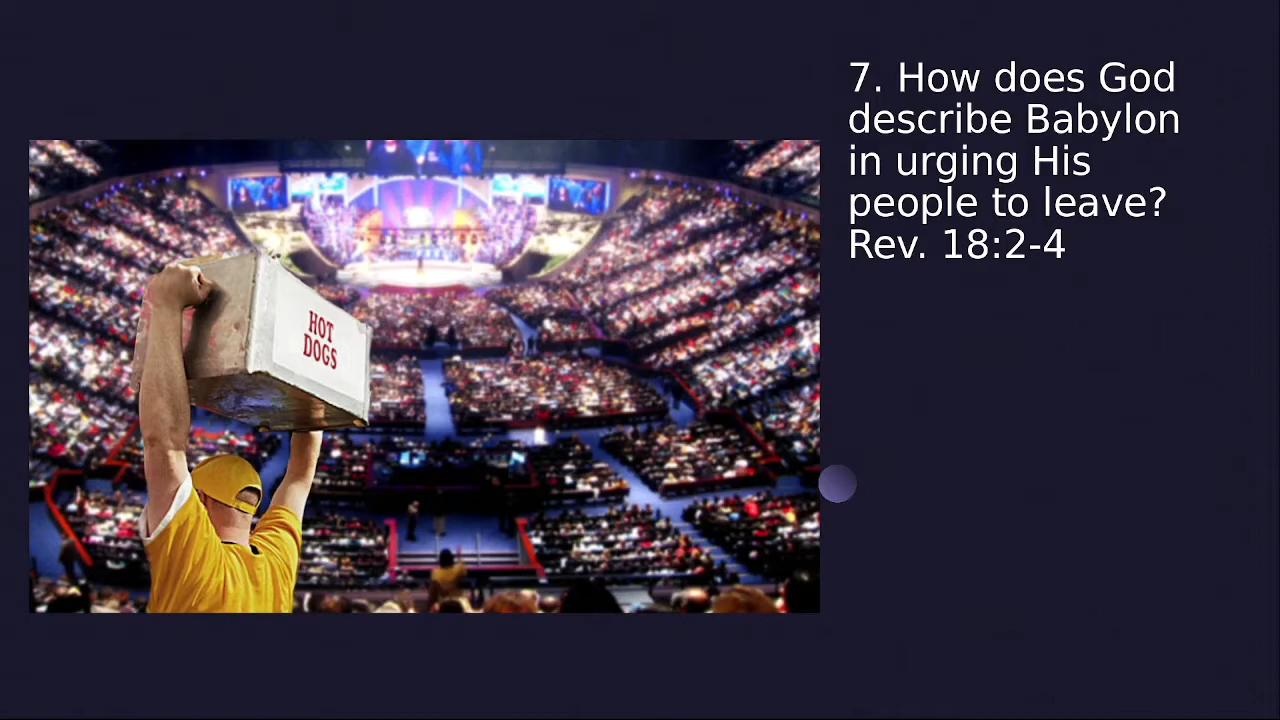 7. How does God
describe Babylon
in urging His
people to leave?
Rev. 18:2-4
HOT
DOGS